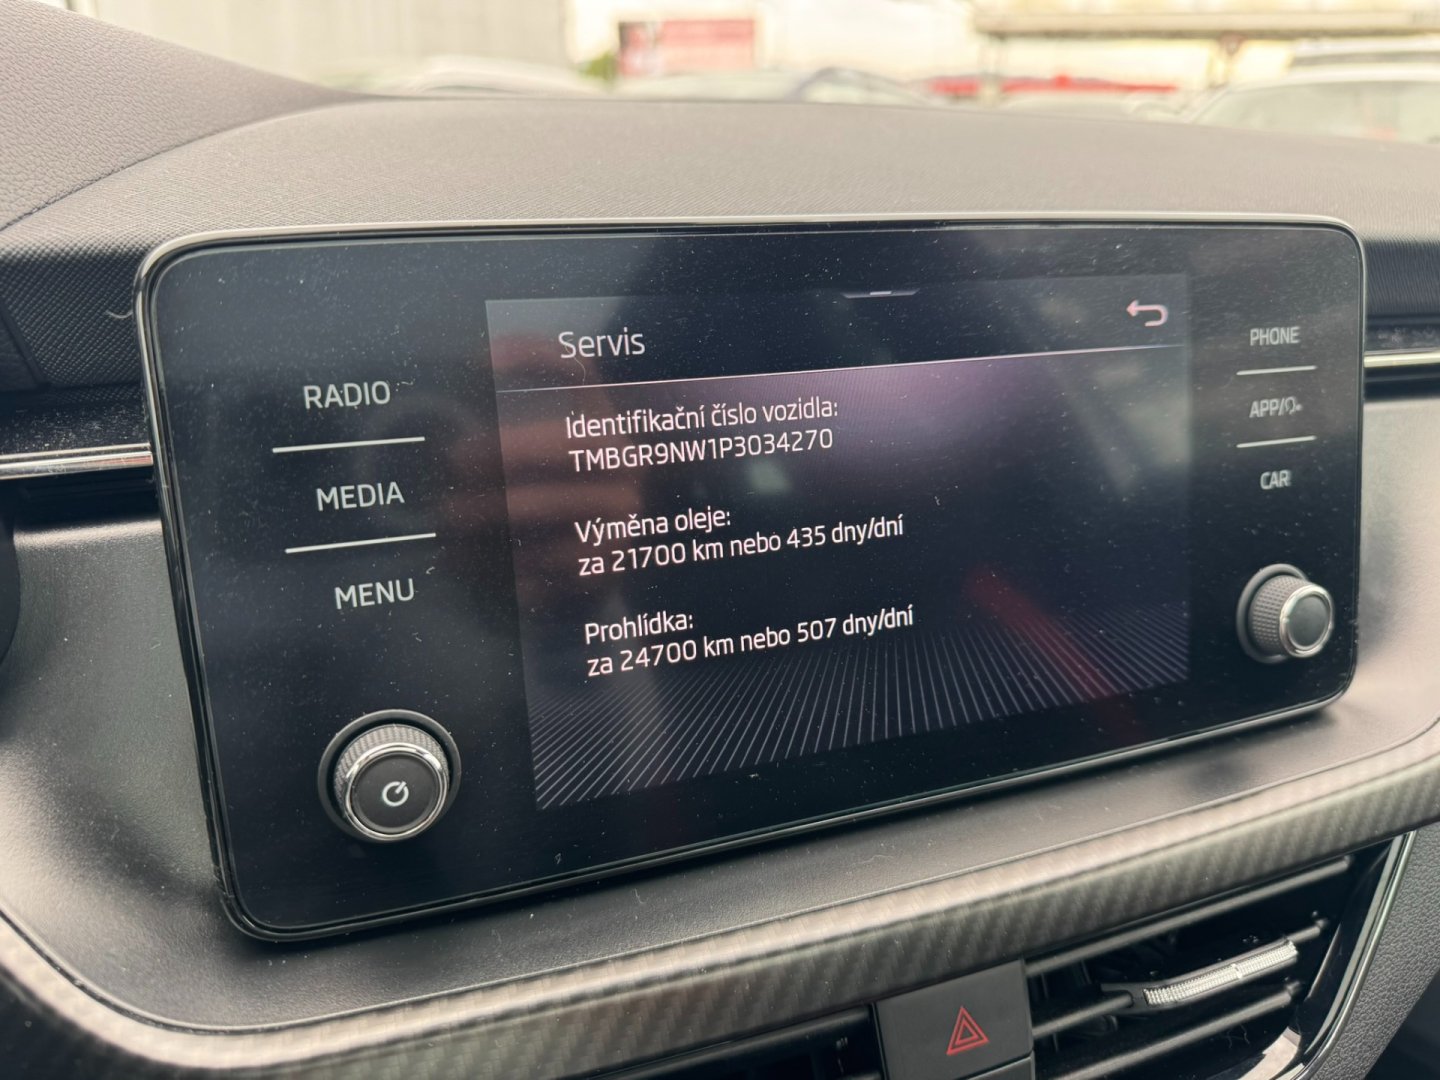 Servis
Identifikační číslo vozidla:
TMBGR9NW1P3034270
Výměna oleje:
za 21700 km nebo 435 dny/dní
Prohlídka:
za 24700 km nebo 507 dny/dní
RADIO
MEDIA
MENU
PHONE
APP/
CAR